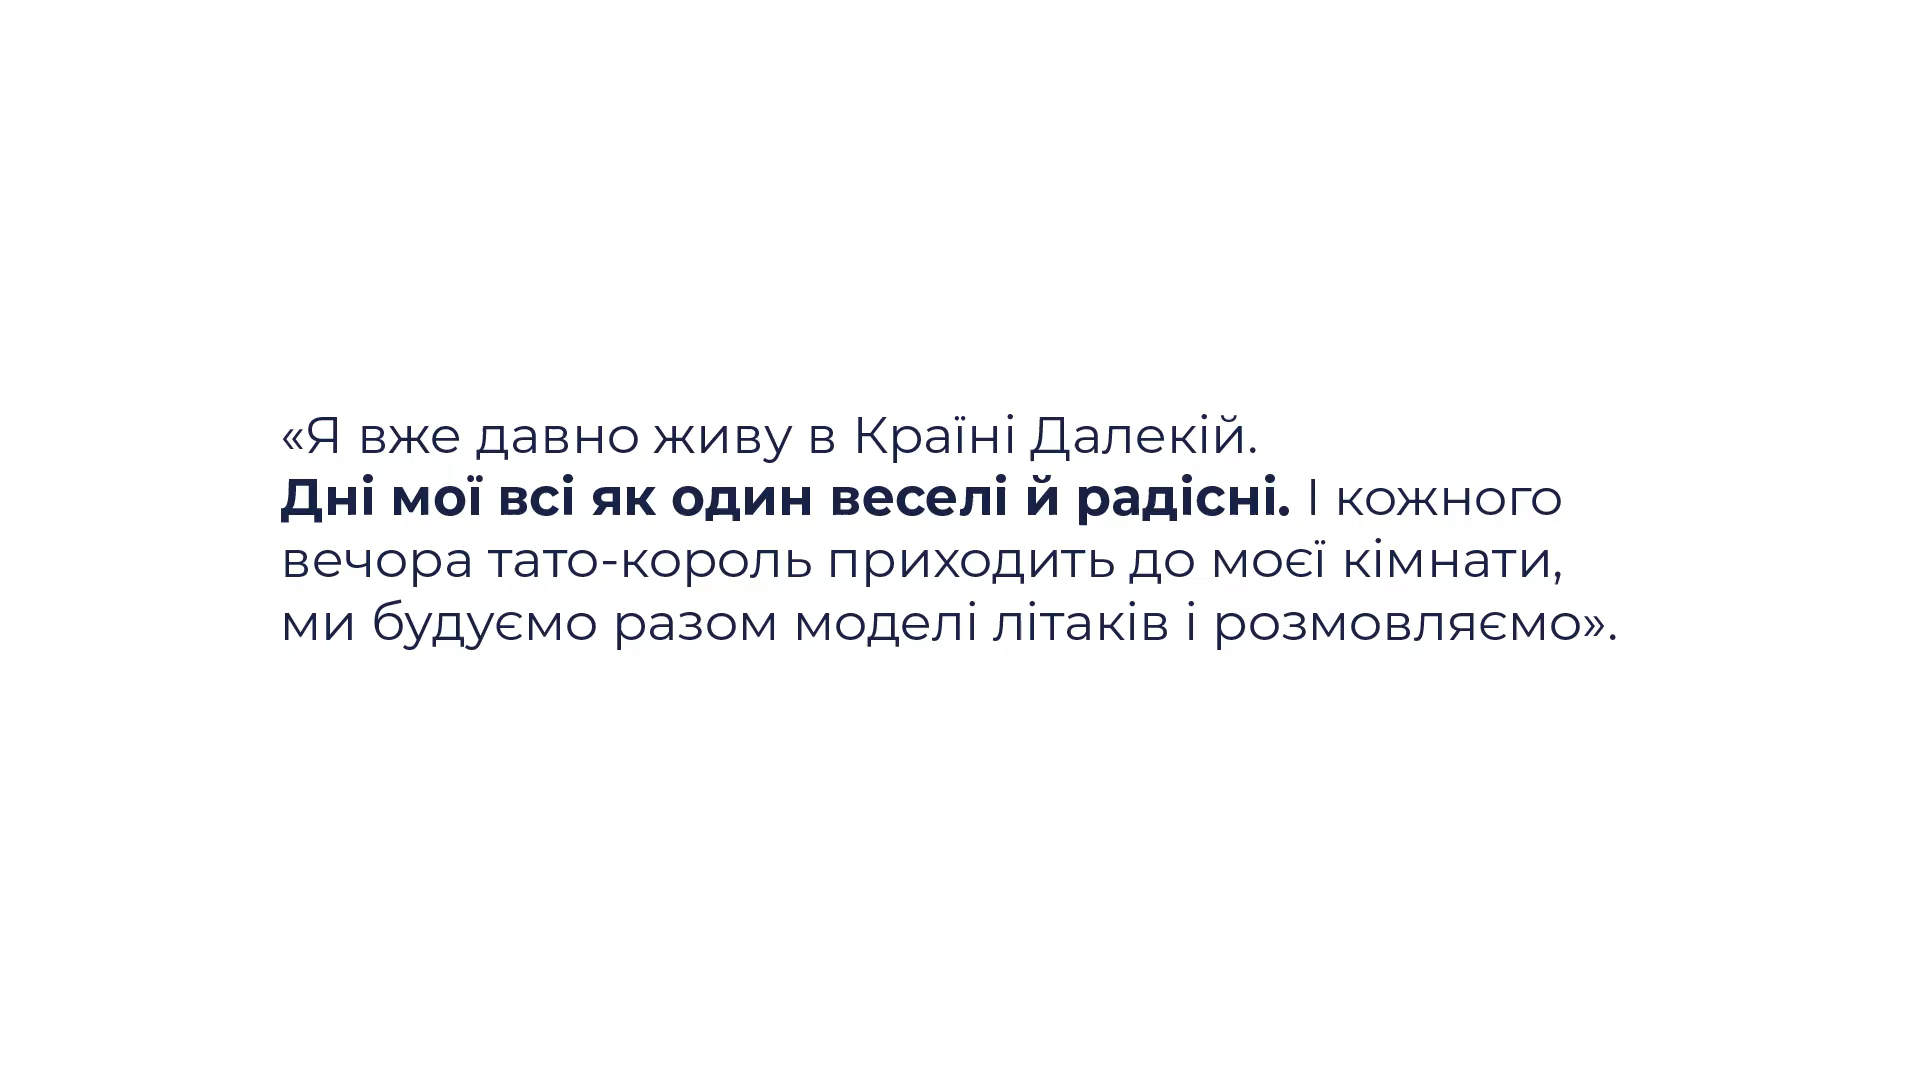 «Я вже давно живу в Країні Далекій.
Дні мої всі як один веселі й радісні. І кожного
вечора тато-король приходить до моєї кімнати,
ми будуємо разом моделі літаків і розмовляємо».